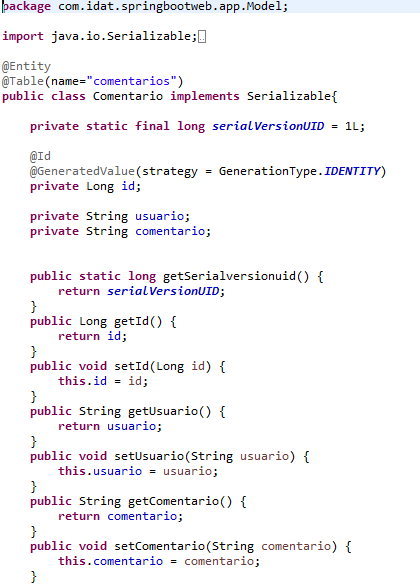 package com.idat.springbootweb.app.Model;
import java.io.Serializable;
@Entity
@Table(name="comentarios")
public class Comentario implements Serializable{
private static final long serialVersionUID = 1L;
@Id
@GeneratedValue(strategy = GenerationType.IDENTITY)
private Long id;
private String usuario;
private String comentario;
public static long getSerialversionuid() {
return serialVersionUID;
}
public Long getId() {
return id;
}
public void setId(Long id) {
this.id = id;
}
public String getUsuario() {
return usuario;
}
public void setUsuario(String usuario) {
this.usuario = usuario;
}
public String getComentario() {
return comentario;
}
public void setComentario(String comentario) {
this.comentario = comentario;
}